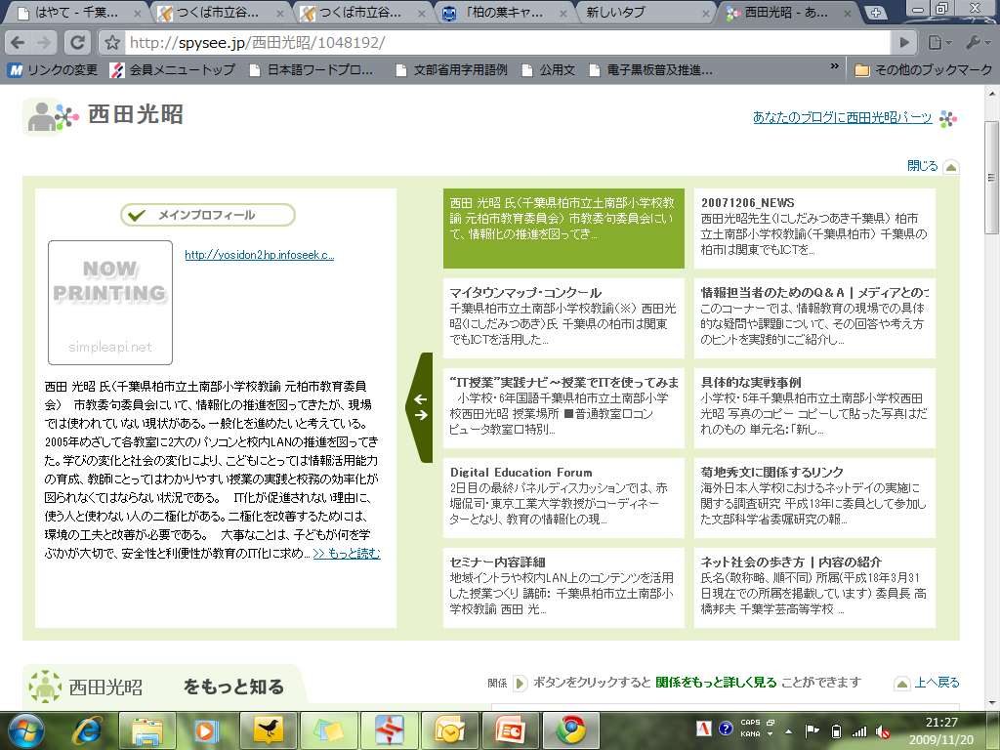 はやて - 千葉...
つくば市立谷...
つくば市立谷...
「柏の葉キャ...
新しいタブ
西田光昭 - あ...
http://spysee.jp/西田光昭/1048192/
リンクの変更
会員メニュートップ
日本語ワードプロ...
文部省用字用語例
公用文
電子黒板普及推進...
»
その他のブックマーク
西田光昭
あなたのブログに西田光昭パーツ
閉じる
メインプロフィール
NOW
PRINTING
simpleapi.net
http://yosidon2.hp.infoseek.c...
西田 光昭 氏(千葉県柏市立土南部小学校教諭 元柏市教育委員
会)　市教委句委員会にいて、情報化の推進を図ってきたが、現場
では使われていない現状がある。一般化を進めたいと考えている。
2005年めざして各教室に2大のパソコンと校内LANの推進を図ってき
た。学びの変化と社会の変化により、こどもにとっては情報活用能力
の育成、教師にとってはわかりやすい授業の実践と校務の効率化が
図られなくてはならない状況である。　IT化が促進されない理由に、
使う人と使わない人の二極化がある。二極化を改善するためには、
環境の工夫と改善が必要である。　大事なことは、子どもが何を学
ぶかが大切で、安全性と利便性が教育のIT化に求め... >> もっと読む
西田 光昭 氏(千葉県柏市立土南部小学校教
諭 元柏市教育委員会) 市教委句委員会にい
て、情報化の推進を図ってき...
20071206_NEWS
西田光昭先生(にしだみつあき千葉県) 柏市
立土南部小学校教諭(千葉県柏市) 千葉県の
柏市は関東でもICTを...
マイタウンマップ・コンクール
千葉県柏市立土南部小学校教諭(※) 西田光
昭(にしだみつあき)氏 千葉県の柏市は関東
でもICTを活用した...
情報担当者のためのQ&A | メディアとのつ
このコーナーでは、情報教育の現場での具体
的な疑問や課題について、その回答や考え方
のヒントを実践的にご紹介し...
“IT授業”実践ナビ～授業でITを使ってみま
小学校・6年国語千葉県柏市立土南部小学
校西田光昭 授業場所 ■普通教室□コン
ピュータ教室□特別...
具体的な実戦事例
小学校・5年千葉県柏市立土南部小学校西田
光昭 写真のコピー コピーして貼った写真はだ
れのもの 単元名:「新し...
Digital Education Forum
2日目の最終パネルディスカッションでは、赤
堀侃司・東京工業大学教授がコーディネー
ターとなり、教育の情報化の現...
菊地秀文に関係するリンク
海外日本人学校におけるネットデイの実施に
関する調査研究 平成13年に委員として参加し
た文部科学省委嘱研究の報...
セミナー内容詳細
地域イントラや校内LAN上のコンテンツを活用
した授業つくり 講師: 千葉県柏市立土南部小
学校教諭 西田 光...
ネット社会の歩き方 | 内容の紹介
氏名(敬称略、順不同) 所属(平成18年3月31
日現在での所属を掲載しています) 委員長 高
橋邦夫 千葉学芸高等学校 ...
西田光昭 をもっと知る
関係 ボタンをクリックすると 関係をもっと詳しく見る ことができます
上へ戻る
A
CAPS
KANA
21:27
2009/11/20